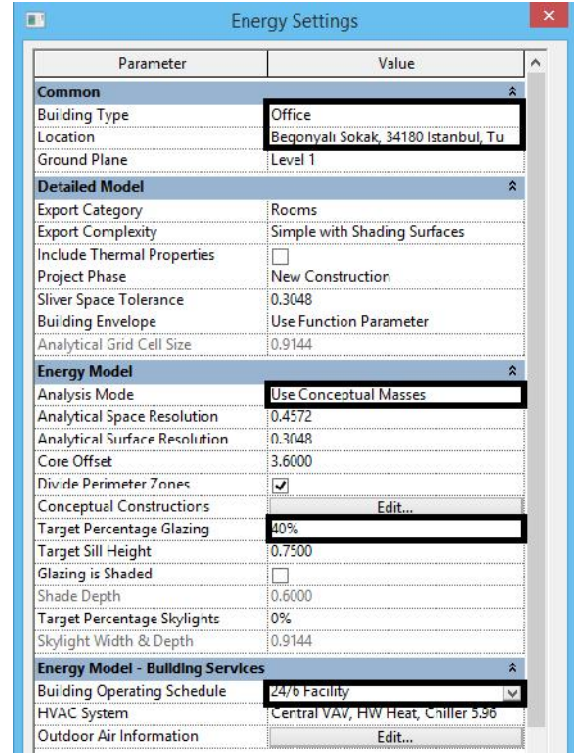 Energy Settings
Parameter Value
Common
Building Type Office
Location Begonyalı Sokak, 34180 Istanbul, Tu
Ground Plane Level 1
Detailed Model
Export Category Rooms
Export Complexity Simple with Shading Surfaces
Include Thermal Properties
Project Phase New Construction
Sliver Space Tolerance 0.3048
Building Envelope Use Function Parameter
Analytical Grid Cell Size 0.9144
Energy Model
Analysis Mode Use Conceptual Masses
Analytical Space Resolution 0.4572
Analytical Surface Resolution 0.3048
Core Offset 3.6000
Divide Perimeter Zones
Conceptual Constructions Edit...
Target Percentage Glazing 40%
Target Sill Height 0.7500
Glazing is Shaded
Shade Depth 0.6000
Target Percentage Skylights 0%
Skylight Width & Depth 0.9144
Energy Model - Building Services
Building Operating Schedule 24/6 Facility
HVAC System Central VAV, HW Heat, Chiller 5.96
Outdoor Air Information Edit...